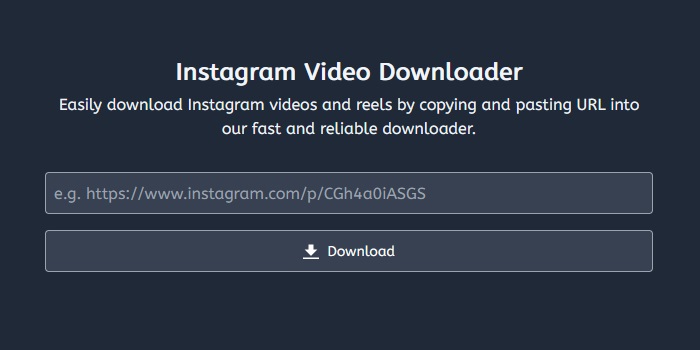 Instagram Video Downloader
Easily download Instagram videos and reels by copying and pasting URL into
our fast and reliable downloader.
e.g. https://www.instagram.com/p/CGh4a0iASGS
Download